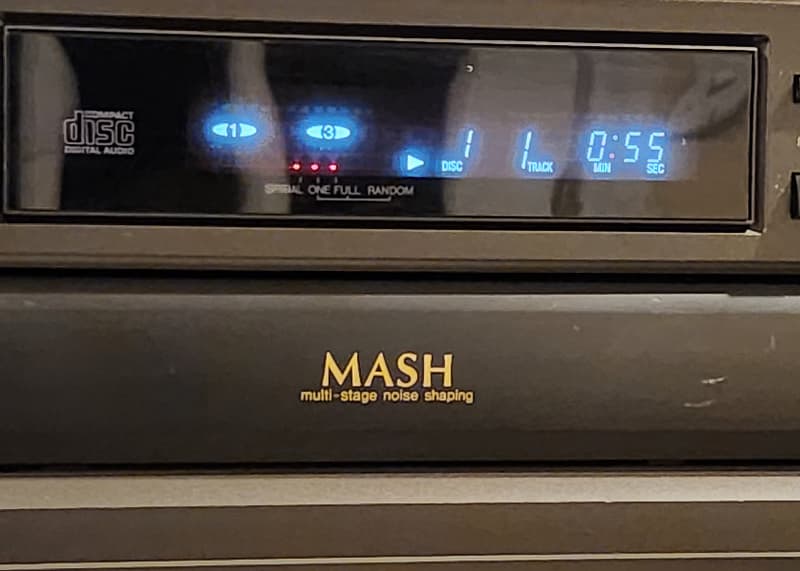 COMPACT
disc
DIGITAL AUDIO
1 3
DISC 1 1 TRACK 0:55
MIN SEC
SPIRAL ONE FULL RANDOM
MASH
multi-stage noise shaping